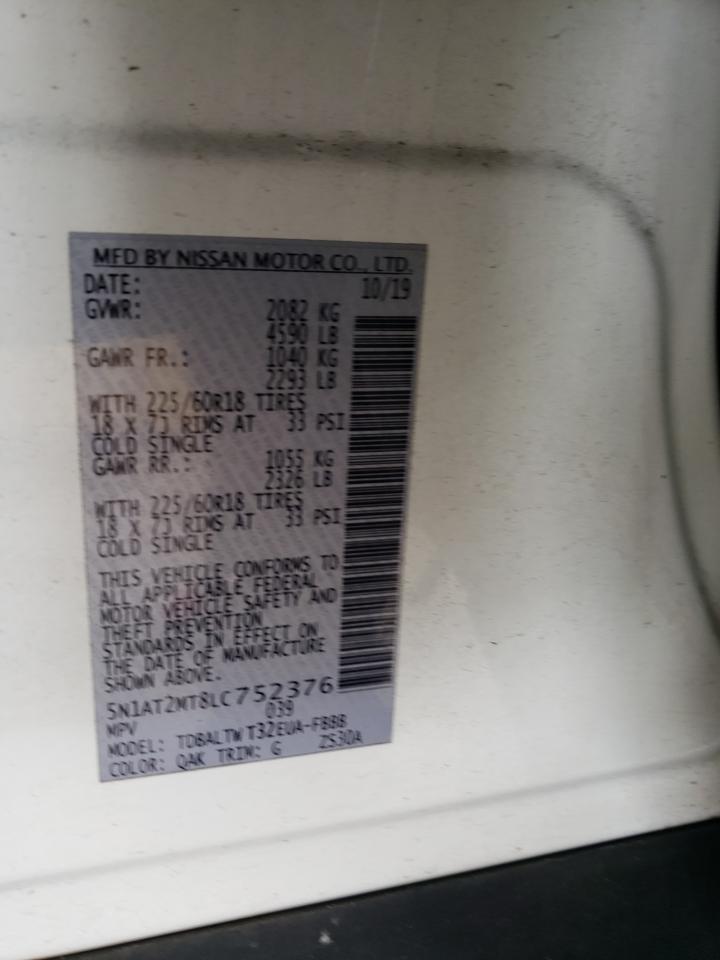 MFD BY NISSAN MOTOR CO., LTD.
DATE: 10/19
GVWR: 2082 KG
4590 LB
GAWR FR.: 1040 KG
2293 LB
WITH 225/60R18 TIRES
18 X 7J RIMS AT 33 PSI
COLD SINGLE
GAWR RR.: 1055 KG
2326 LB
WITH 225/60R18 TIRES
18 X 7J RIMS AT 33 PSI
COLD SINGLE
THIS VEHICLE CONFORMS TO
ALL APPLICABLE FEDERAL
MOTOR VEHICLE SAFETY AND
THEFT PREVENTION
STANDARDS IN EFFECT ON
THE DATE OF MANUFACTURE
SHOWN ABOVE.
5N1AT2MT8LC752376
MPV 039
MODEL: TDBALTW T32EUA-FBBB
COLOR: QAK TRIM: G ZS30A